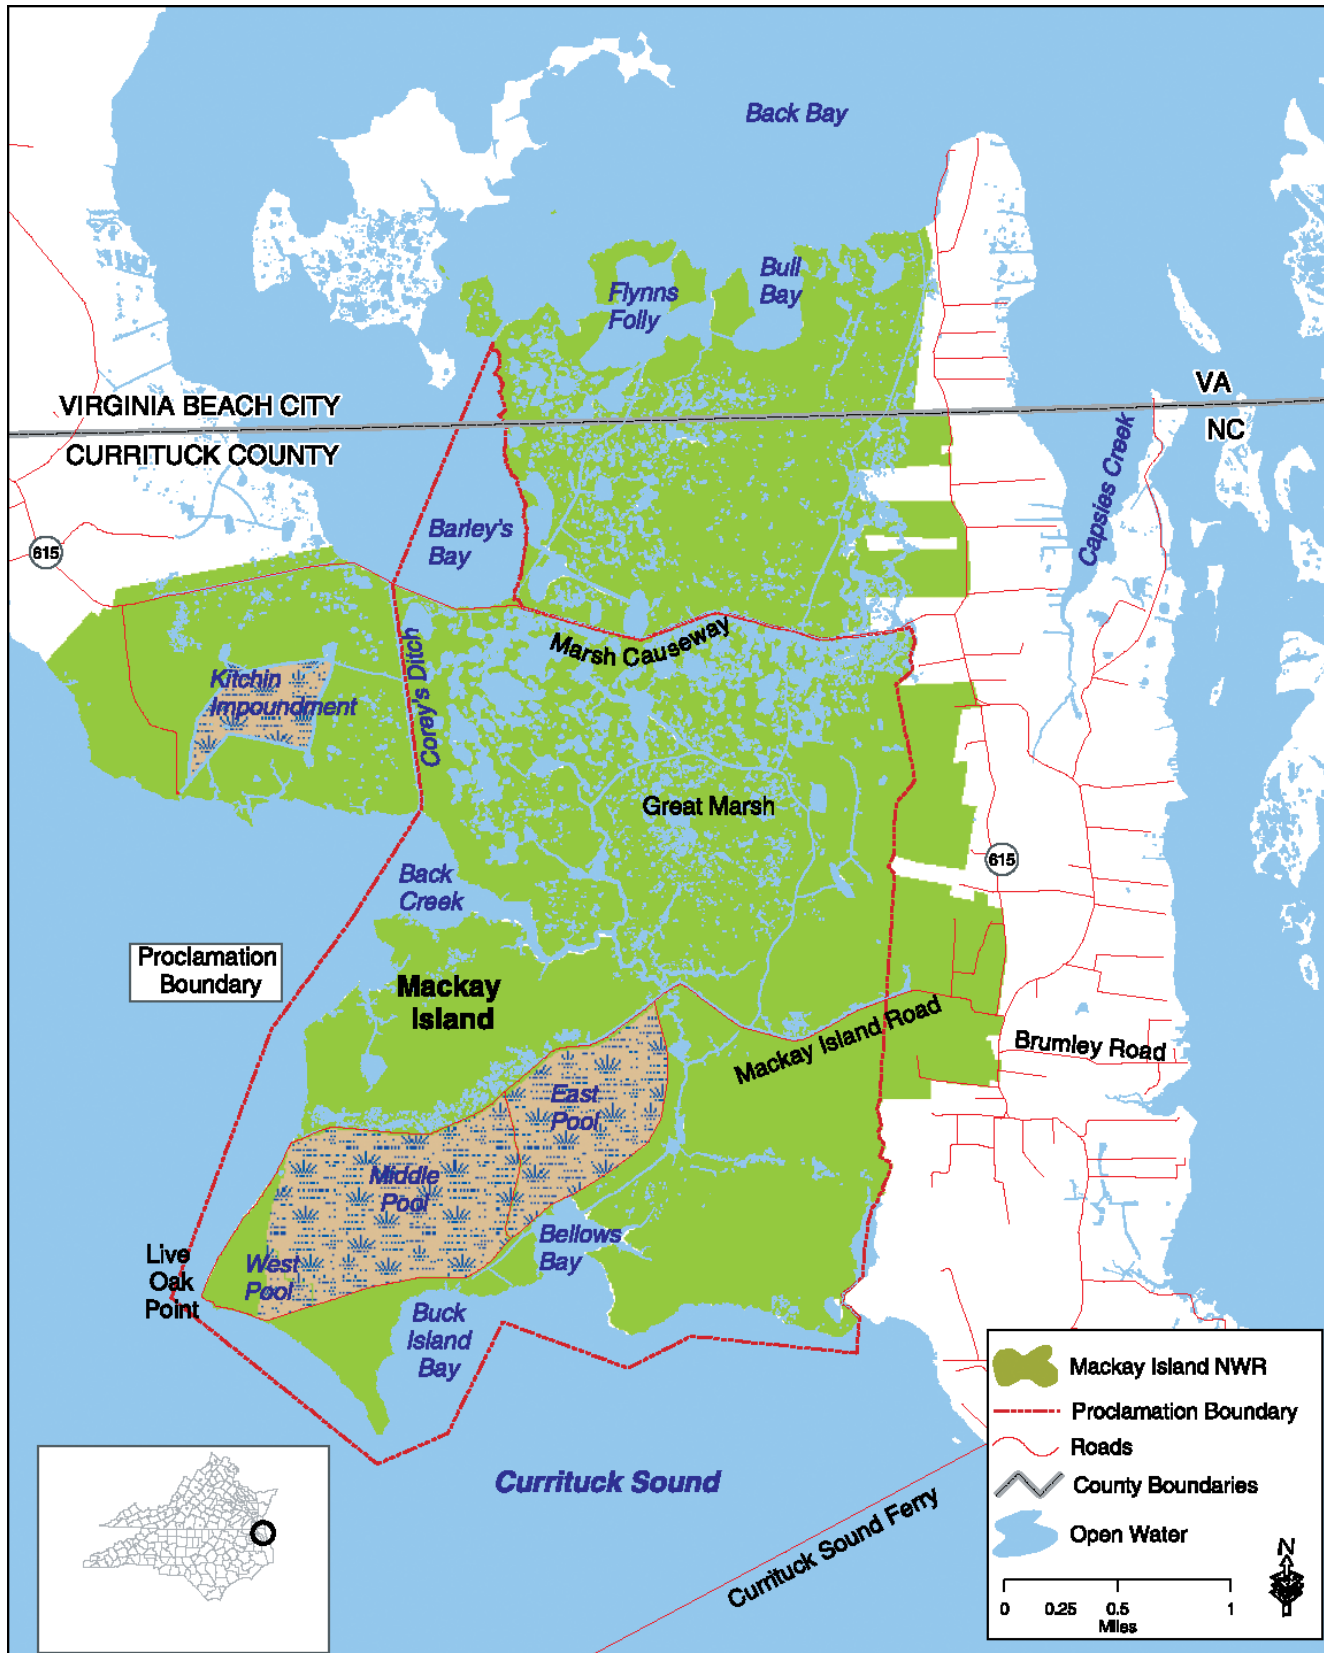 Back Bay
Bull
Bay
Flynns
Folly
VA
VIRGINIA BEACH CITY
NC
CURRITUCK COUNTY
Capsies Creek
Barley's
Bay
615
Marsh Causeway
Corey's Ditch
Kitchin
Impoundment
Great Marsh
615
Back
Creek
Proclamation
Boundary
Mackay
Island
Mackay Island Road
Brumley Road
East
Pool
Middle
Pool
Bellows
Bay
Live
Oak
Point
West
Pool
Buck
Island
Bay
Currituck Sound
Currituck Sound Ferry
Mackay Island NWR
Proclamation Boundary
Roads
County Boundaries
Open Water
N
0 0.25 0.5 1
Miles